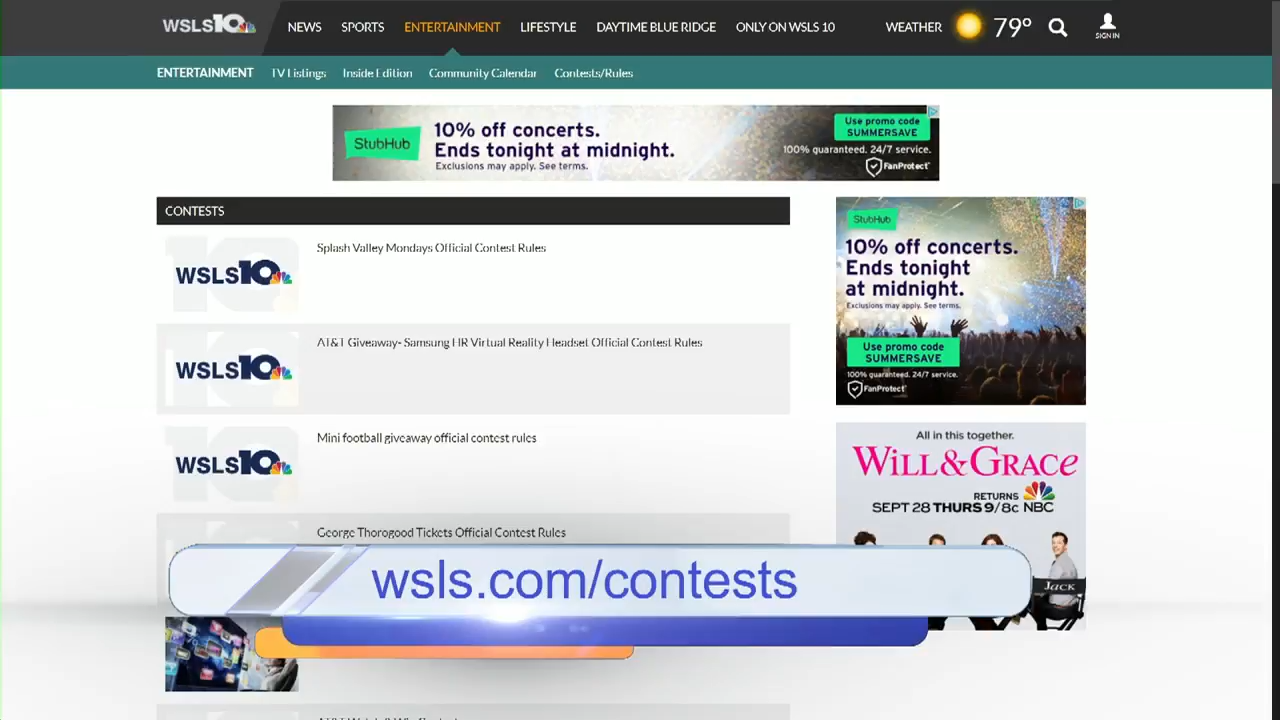 WSLS10
NEWS
SPORTS
ENTERTAINMENT
LIFESTYLE
DAYTIME BLUE RIDGE
ONLY ON WSLS 10
WEATHER
79°
SIGN IN
ENTERTAINMENT
TV Listings
Inside Edition
Community Calendar
Contests/Rules
StubHub
10% off concerts.
Ends tonight at midnight.
Exclusions may apply. See terms.
Use promo code
SUMMERSAVE
100% guaranteed. 24/7 service.
FanProtect
CONTESTS
WSLS10
Splash Valley Mondays Official Contest Rules
WSLS10
AT&T Giveaway- Samsung HR Virtual Reality Headset Official Contest Rules
WSLS10
Mini football giveaway official contest rules
George Thorogood Tickets Official Contest Rules
StubHub
10% off concerts.
Ends tonight
at midnight.
Exclusions may apply. See terms.
Use promo code
SUMMERSAVE
100% guaranteed. 24/7 service.
FanProtect
All in this together.
WILL & GRACE
RETURNS
SEPT 28 THURS 9/8c NBC
JACK
wsls.com/contests